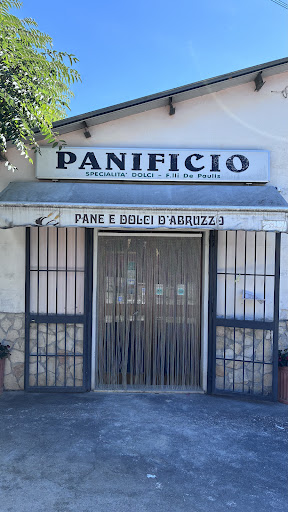 PANIFICIO
SPECIALITA' DOLCI - F.lli De Paulis
PANE E DOLCI D'ABRUZZO